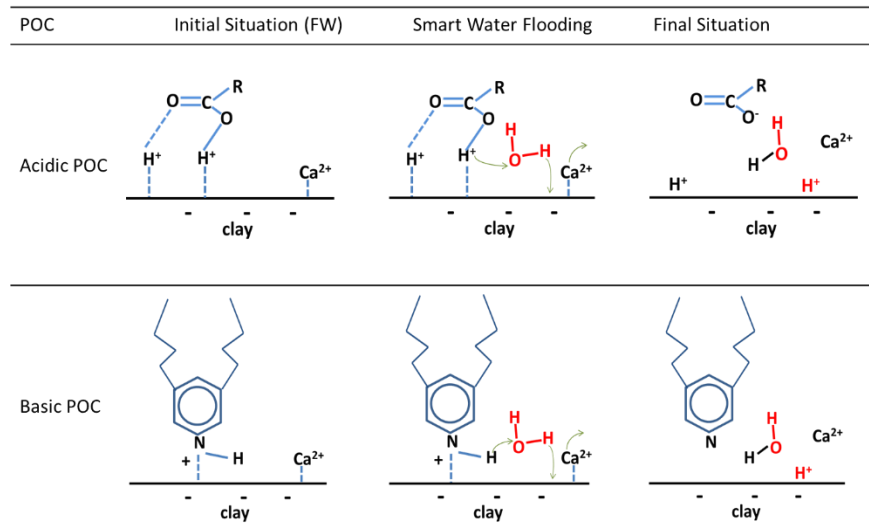 POC Initial Situation (FW) Smart Water Flooding Final Situation
Acidic POC
O C R O H⁺ H⁺ Ca²⁺
- - -
clay
O C R O H⁺ H⁺ H O H Ca²⁺
- - -
clay
O C R O⁻ H H O Ca²⁺ H⁺ H⁺
- - -
clay
Basic POC
N + H Ca²⁺
- - -
clay
N + H H O H Ca²⁺
- - -
clay
N H H O Ca²⁺ H⁺
- - -
clay